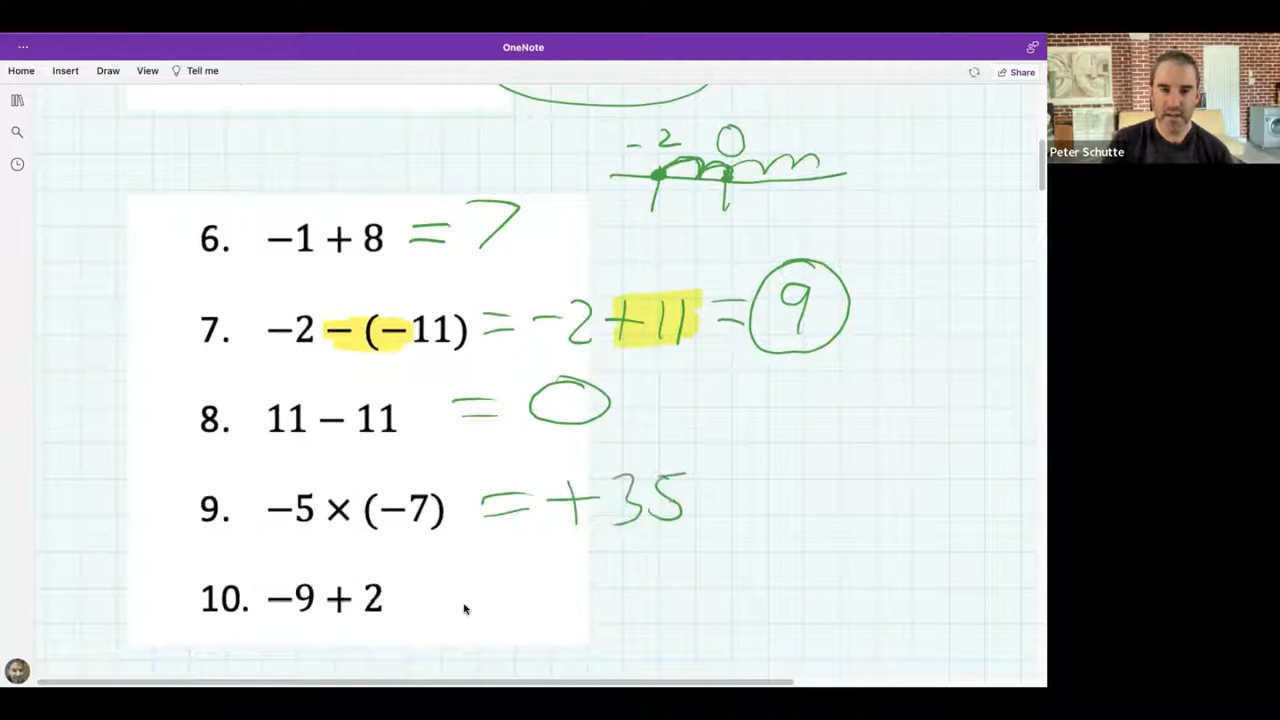 ...
OneNote
Home Insert Draw View Tell me
Share
Peter Schutte
-2 0
6. −1 + 8 = 7
7. −2 − (−11) = -2 +11 = 9
8. 11 − 11 = 0
9. −5 × (−7) = +35
10. −9 + 2